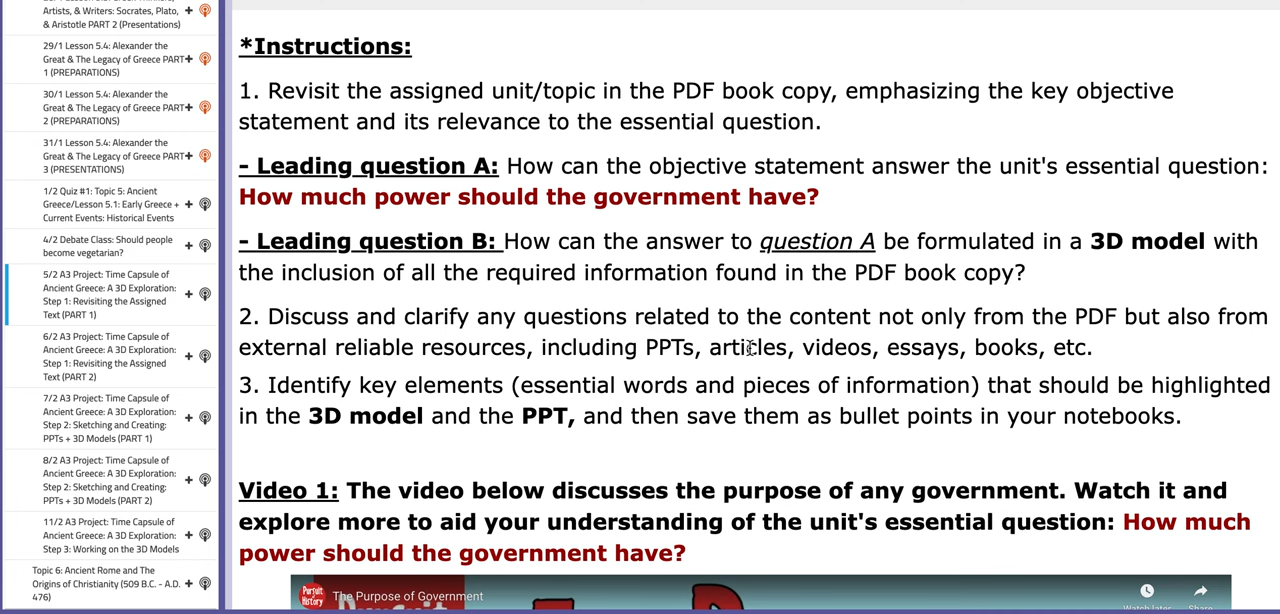 Artists, & Writers: Socrates, Plato,
& Aristotle PART 2 (Presentations)
29/1 Lesson 5.4: Alexander the
Great & The Legacy of Greece PART
1 (PREPARATIONS)
30/1 Lesson 5.4: Alexander the
Great & The Legacy of Greece PART
2 (PREPARATIONS)
31/1 Lesson 5.4: Alexander the
Great & The Legacy of Greece PART
3 (PRESENTATIONS)
1/2 Quiz #1: Topic 5: Ancient
Greece/Lesson 5.1: Early Greece +
Current Events: Historical Events
4/2 Debate Class: Should people
become vegetarian?
5/2 A3 Project: Time Capsule of
Ancient Greece: A 3D Exploration:
Step 1: Revisiting the Assigned
Text (PART 1)
6/2 A3 Project: Time Capsule of
Ancient Greece: A 3D Exploration:
Step 1: Revisiting the Assigned
Text (PART 2)
7/2 A3 Project: Time Capsule of
Ancient Greece: A 3D Exploration:
Step 2: Sketching and Creating:
PPTs + 3D Models (PART 1)
8/2 A3 Project: Time Capsule of
Ancient Greece: A 3D Exploration:
Step 2: Sketching and Creating:
PPTs + 3D Models (PART 2)
11/2 A3 Project: Time Capsule of
Ancient Greece: A 3D Exploration:
Step 3: Working on the 3D Models
Topic 6: Ancient Rome and The
Origins of Christianity (509 B.C. - A.D.
476)
*Instructions:
1. Revisit the assigned unit/topic in the PDF book copy, emphasizing the key objective
statement and its relevance to the essential question.
- Leading question A: How can the objective statement answer the unit's essential question:
How much power should the government have?
- Leading question B: How can the answer to question A be formulated in a 3D model with
the inclusion of all the required information found in the PDF book copy?
2. Discuss and clarify any questions related to the content not only from the PDF but also from
external reliable resources, including PPTs, articles, videos, essays, books, etc.
3. Identify key elements (essential words and pieces of information) that should be highlighted
in the 3D model and the PPT, and then save them as bullet points in your notebooks.
Video 1: The video below discusses the purpose of any government. Watch it and
explore more to aid your understanding of the unit's essential question: How much
power should the government have?
Pursuit of History
The Purpose of Government
Watch later
Share